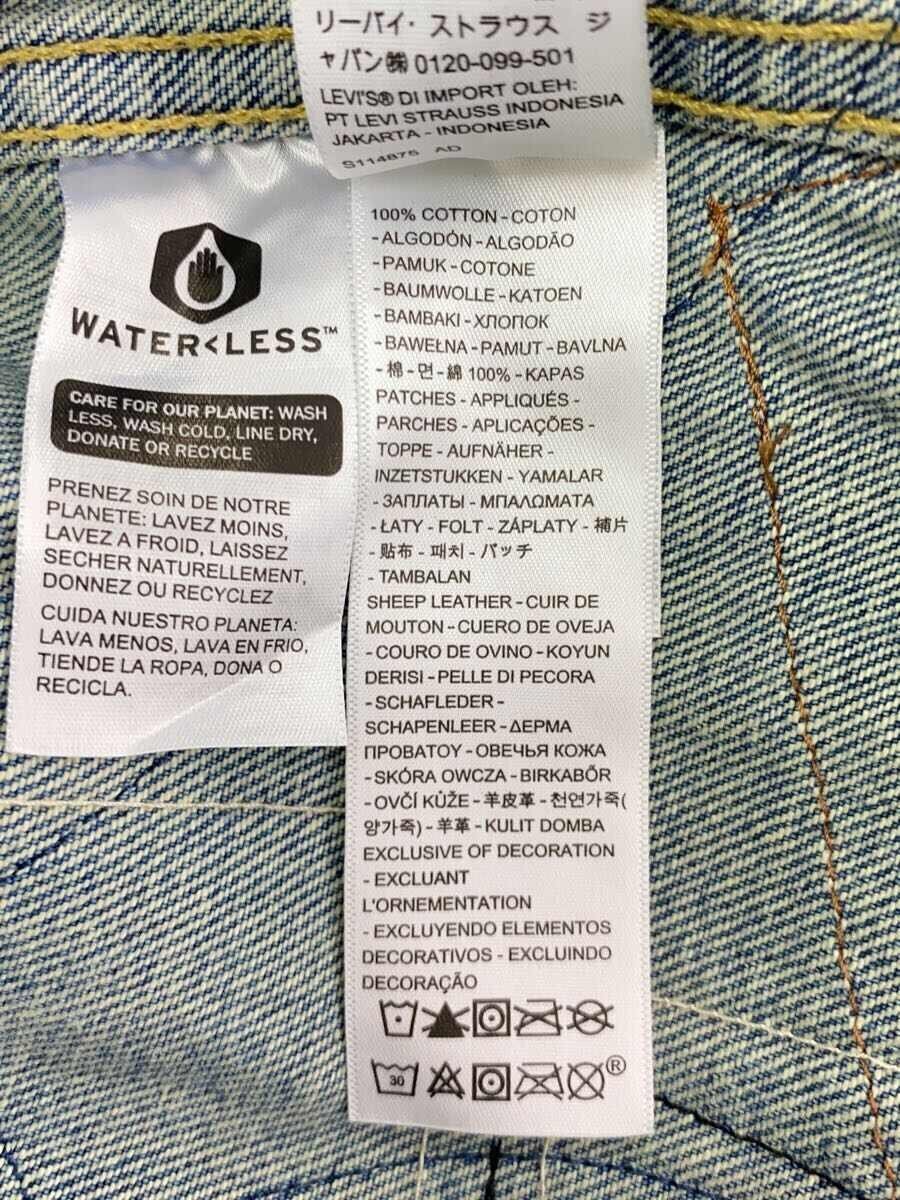 リーバイ・ストラウス ジ
ャパン㈱ 0120-099-501
LEVI'S® DI IMPORT OLEH:
PT LEVI STRAUSS INDONESIA
JAKARTA - INDONESIA
S114875 AD
WATER<LESS™
CARE FOR OUR PLANET: WASH
LESS, WASH COLD, LINE DRY,
DONATE OR RECYCLE
PRENEZ SOIN DE NOTRE
PLANETE: LAVEZ MOINS,
LAVEZ A FROID, LAISSEZ
SECHER NATURELLEMENT,
DONNEZ OU RECYCLEZ
CUIDA NUESTRO PLANETA:
LAVA MENOS, LAVA EN FRIO,
TIENDE LA ROPA, DONA O
RECICLA.
100% COTTON - COTON
- ALGODÓN - ALGODÃO
- PAMUK - COTONE
- BAUMWOLLE - KATOEN
- ΒΑΜΒΑΚΙ - ХЛОПОК
- BAWEŁNA - PAMUT - BAVLNA
- 棉 - 면 - 綿 100% - KAPAS
PATCHES - APPLIQUÉS -
PARCHES - APLICAÇÕES -
TOPPE - AUFNÄHER -
INZETSTUKKEN - YAMALAR
- ЗАПЛАТЫ - ΜΠΑΛΩΜΑΤΑ
- ŁATY - FOLT - ZÁPLATY - 補片
- 贴布 - 패치 - パッチ
- TAMBALAN
SHEEP LEATHER - CUIR DE
MOUTON - CUERO DE OVEJA
- COURO DE OVINO - KOYUN
DERISI - PELLE DI PECORA
- SCHAFLEDER -
SCHAPENLEER - ΔΕΡΜΑ
ΠΡΟΒΑΤΟΥ - ОВЕЧЬЯ КОЖА
- SKÓRA OWCZA - BIRKABŐR
- OVČÍ KŮŽE - 羊皮革 - 천연가죽(
양가죽) - 羊革 - KULIT DOMBA
EXCLUSIVE OF DECORATION
- EXCLUANT
L'ORNEMENTATION
- EXCLUYENDO ELEMENTOS
DECORATIVOS - EXCLUINDO
DECORAÇÃO
30 ®